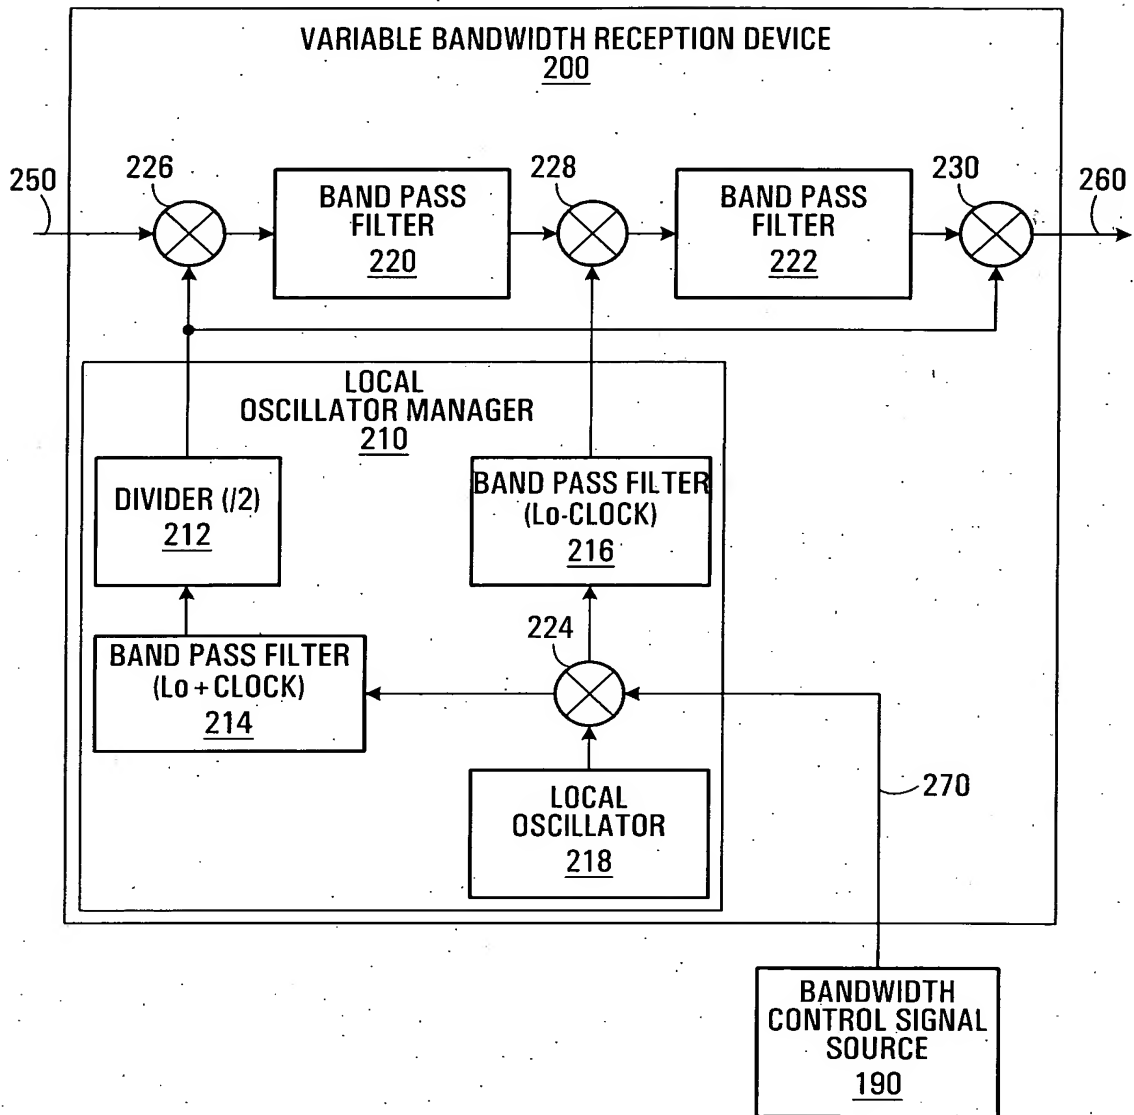 VARIABLE BANDWIDTH RECEPTION DEVICE
200
250
226
BAND PASS
FILTER
220
228
BAND PASS
FILTER
222
230
260
LOCAL
OSCILLATOR MANAGER
210
DIVIDER (/2)
212
BAND PASS FILTER
(Lo-CLOCK)
216
BAND PASS FILTER
(Lo+CLOCK)
214
224
LOCAL
OSCILLATOR
218
270
BANDWIDTH
CONTROL SIGNAL
SOURCE
190